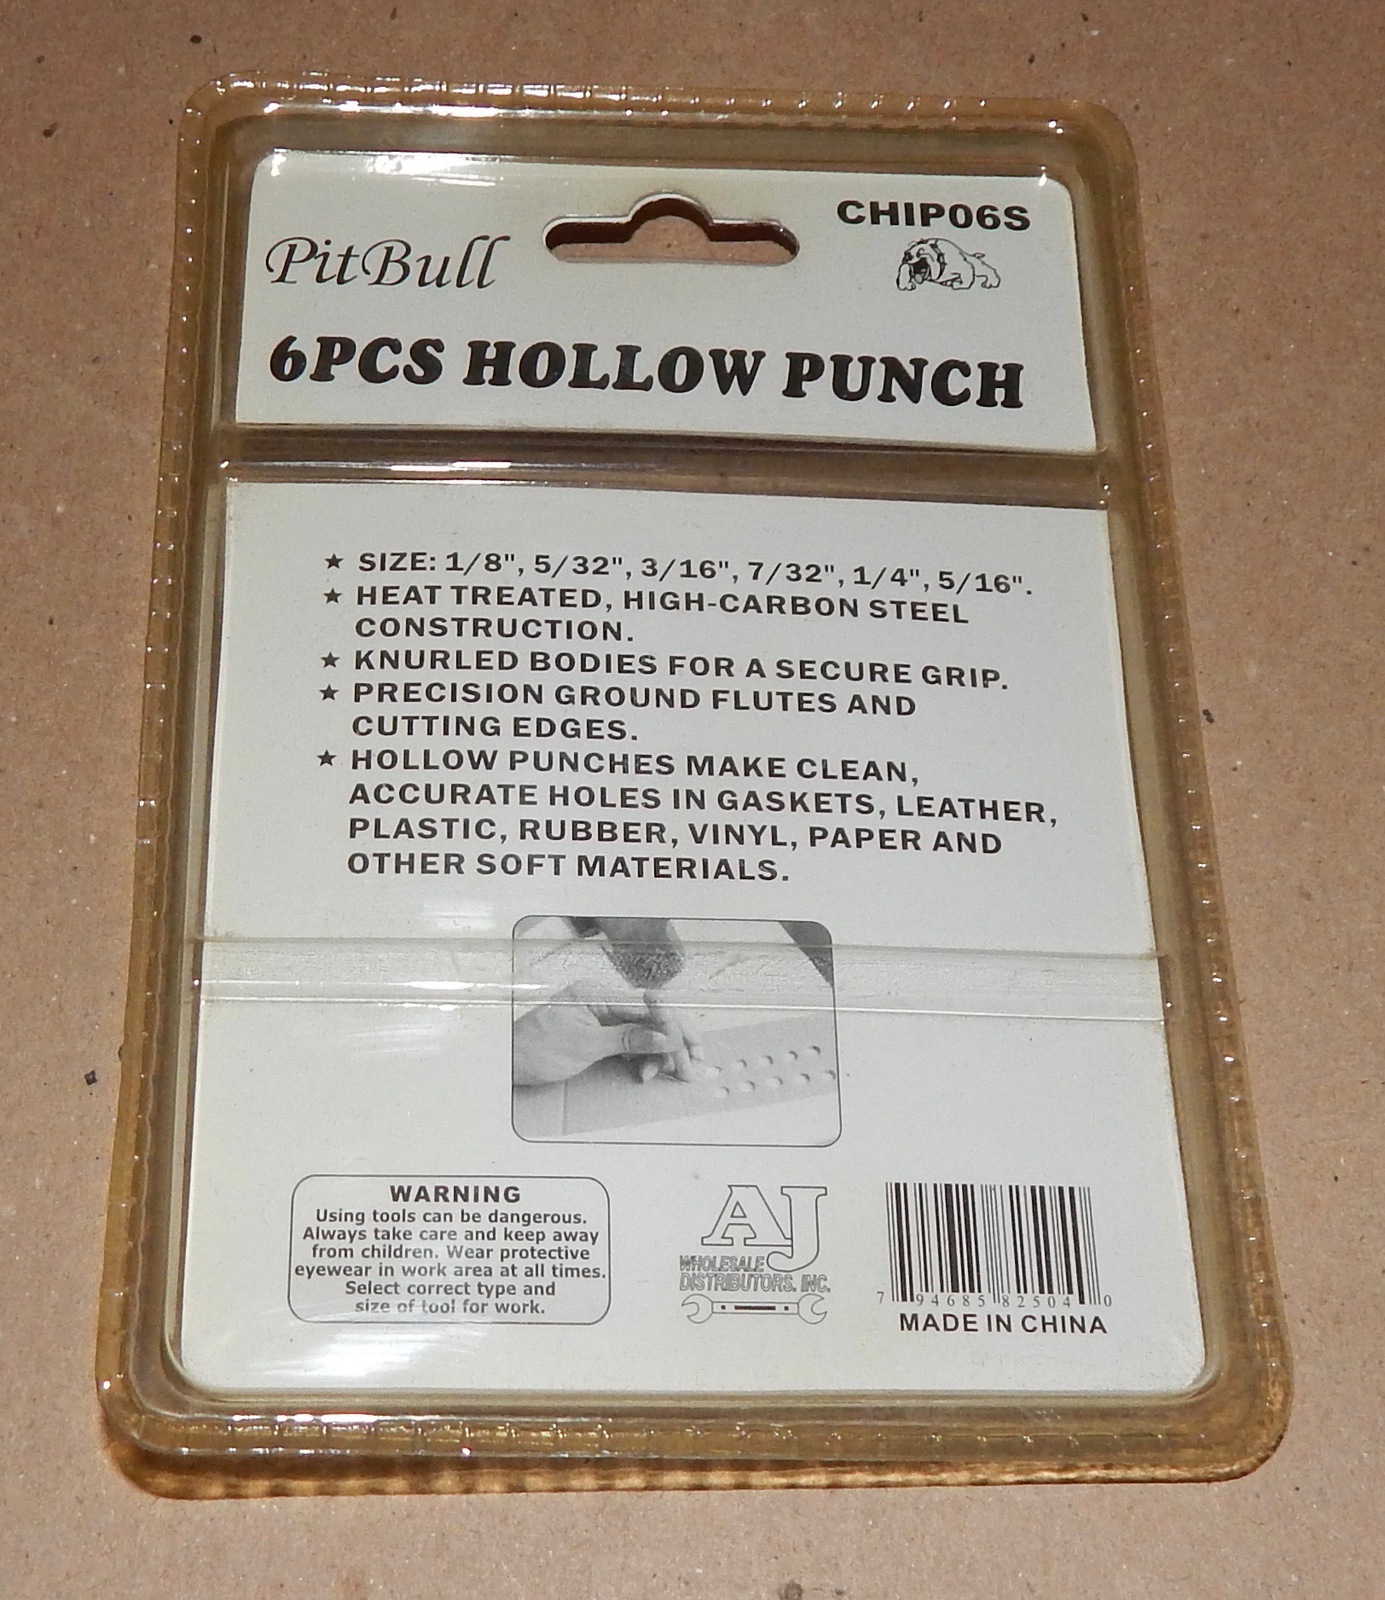 CHIP06S
PitBull
6PCS HOLLOW PUNCH
★ SIZE: 1/8", 5/32", 3/16", 7/32", 1/4", 5/16".
★ HEAT TREATED, HIGH-CARBON STEEL
CONSTRUCTION.
★ KNURLED BODIES FOR A SECURE GRIP.
★ PRECISION GROUND FLUTES AND
CUTTING EDGES.
★ HOLLOW PUNCHES MAKE CLEAN,
ACCURATE HOLES IN GASKETS, LEATHER,
PLASTIC, RUBBER, VINYL, PAPER AND
OTHER SOFT MATERIALS.
WARNING
Using tools can be dangerous.
Always take care and keep away
from children. Wear protective
eyewear in work area at all times.
Select correct type and
size of tool for work.
AJ
WHOLESALE
DISTRIBUTORS, INC.
7 94685 82504 0
MADE IN CHINA